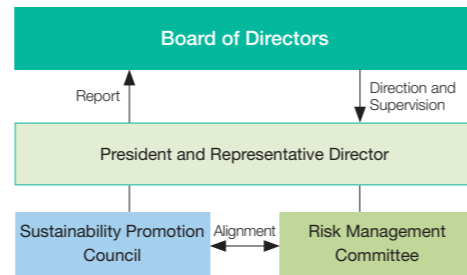 Board of Directors
Report
Direction and
Supervision
President and Representative Director
Sustainability Promotion
Council
Alignment
Risk Management
Committee